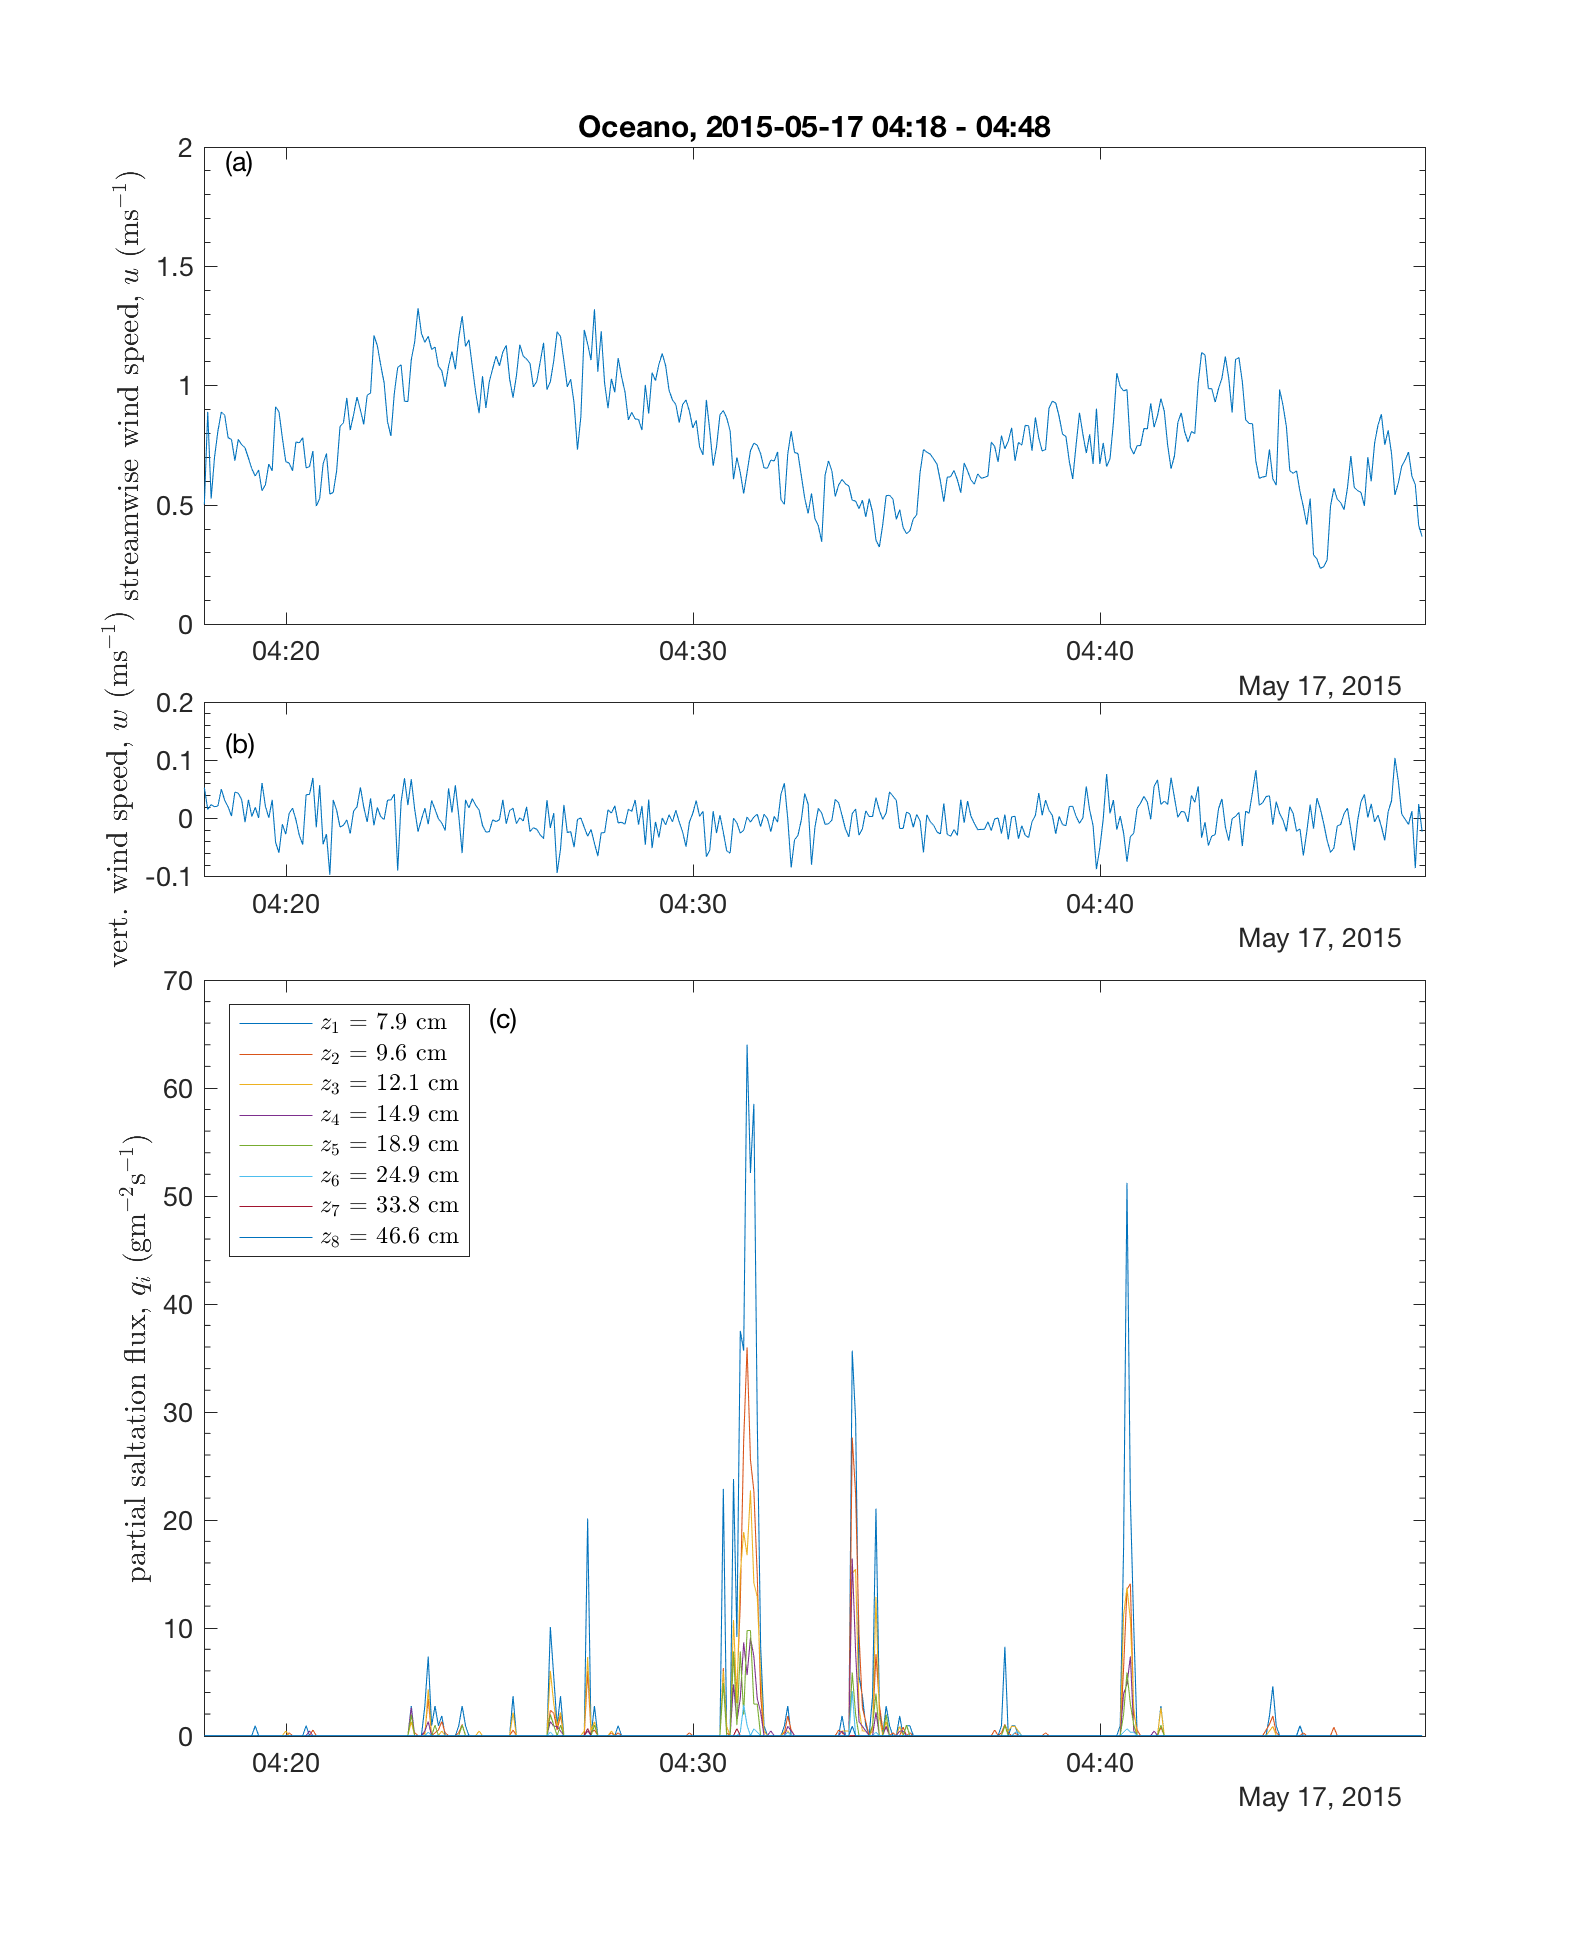 Oceano, 2015-05-17 04:18 - 04:48
(a)
streamwise wind speed, u (ms⁻¹)
2
1.5
1
0.5
0
04:20 04:30 04:40
May 17, 2015
(b)
vert. wind speed, w (ms⁻¹)
0.2
0.1
0
-0.1
04:20 04:30 04:40
May 17, 2015
(c)
partial saltation flux, qᵢ (gm⁻²s⁻¹)
70
60
50
40
30
20
10
0
z₁ = 7.9 cm
z₂ = 9.6 cm
z₃ = 12.1 cm
z₄ = 14.9 cm
z₅ = 18.9 cm
z₆ = 24.9 cm
z₇ = 33.8 cm
z₈ = 46.6 cm
04:20 04:30 04:40
May 17, 2015